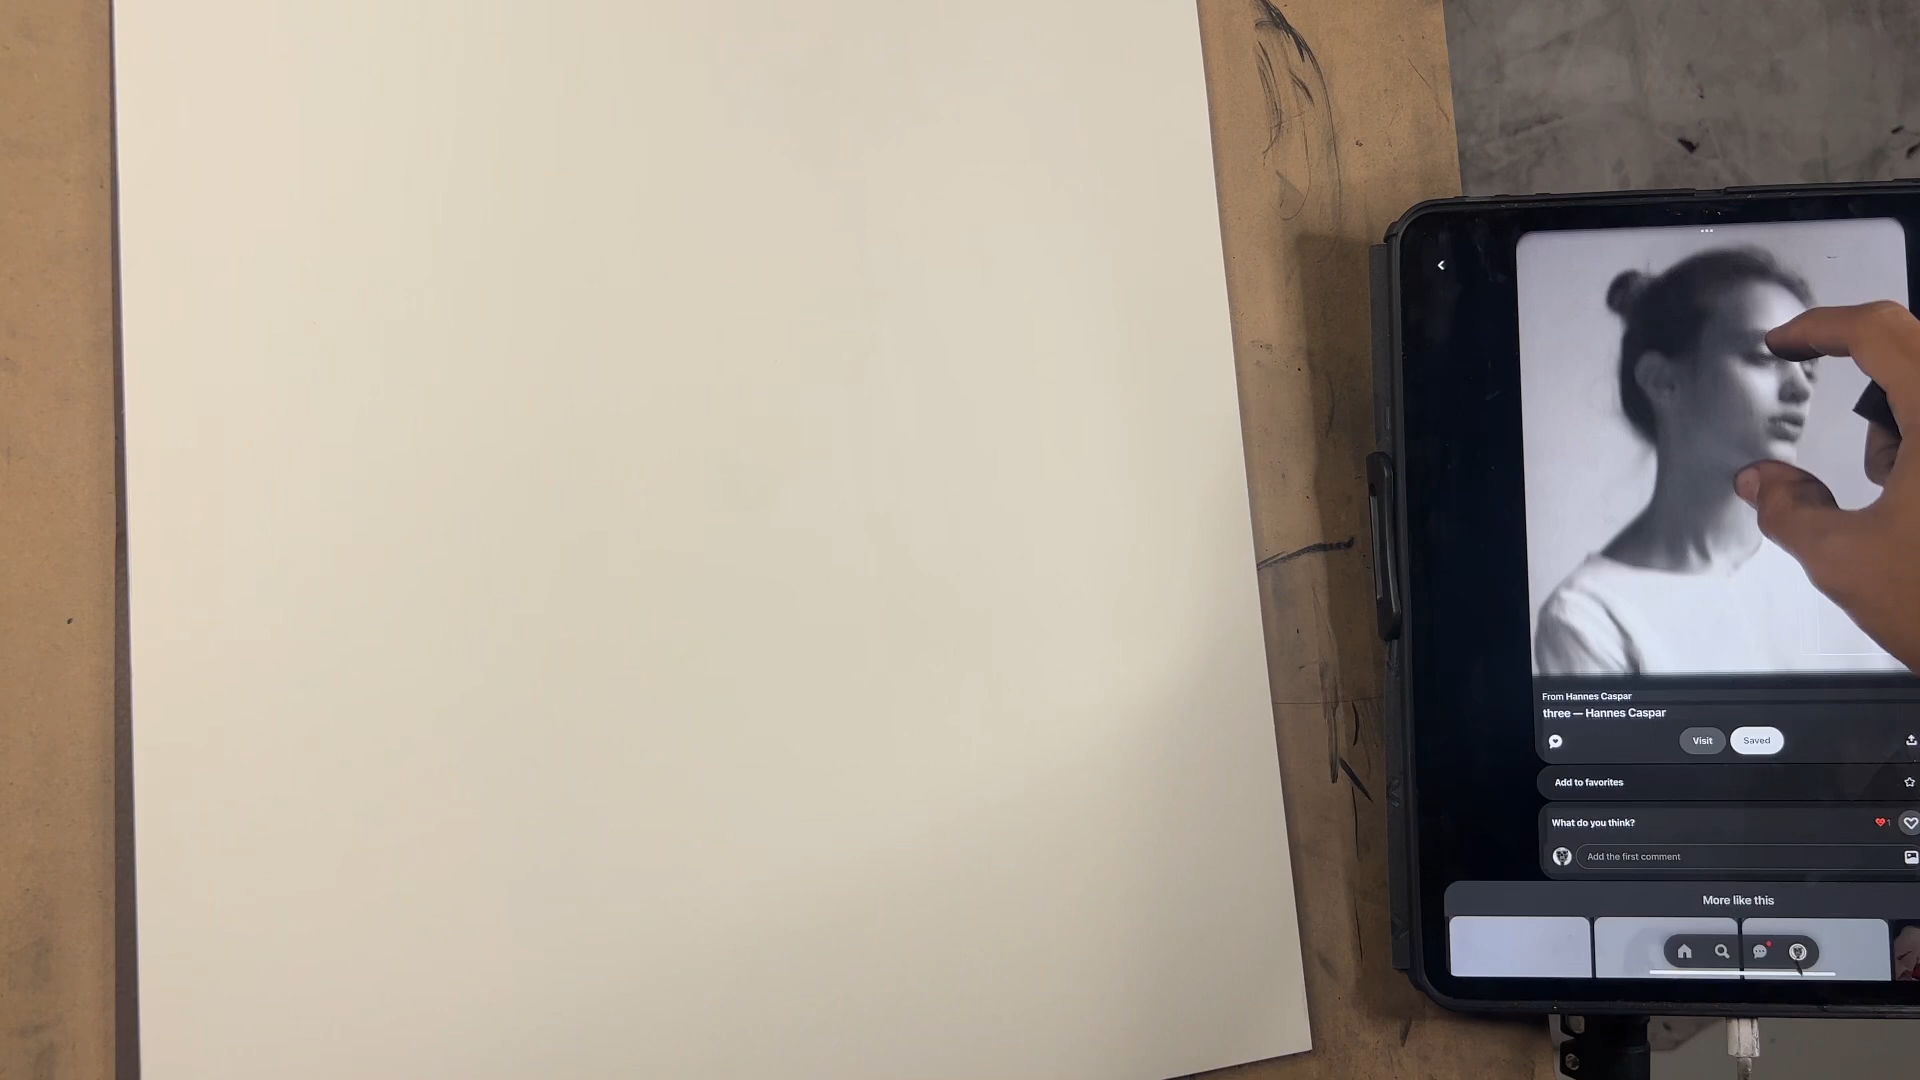 From Hannes Caspar
three — Hannes Caspar
Visit
Saved
Add to favorites
What do you think?
1
Add the first comment
More like this